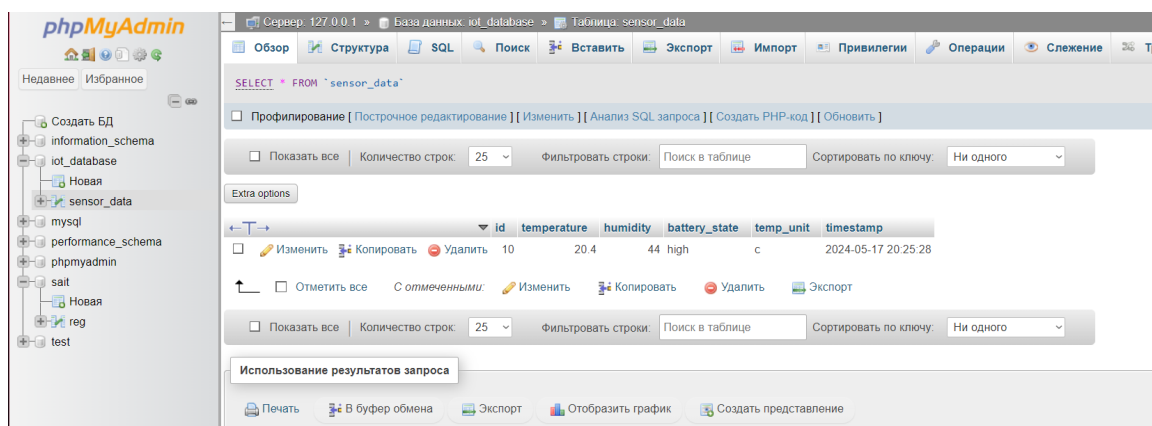 phpMyAdmin
Недавнее Избранное
Создать БД
information_schema
iot_database
Новая
sensor_data
mysql
performance_schema
phpmyadmin
sait
Новая
reg
test
Сервер: 127.0.0.1 » База данных: iot_database » Таблица: sensor_data
Обзор Структура SQL Поиск Вставить Экспорт Импорт Привилегии Операции Слежение
SELECT * FROM `sensor_data`
Профилирование [ Построчное редактирование ] [ Изменить ] [ Анализ SQL запроса ] [ Создать PHP-код ] [ Обновить ]
Показать все | Количество строк: 25 Фильтровать строки: Поиск в таблице Сортировать по ключу: Ни одного
Extra options
←T→ id temperature humidity battery_state temp_unit timestamp
Изменить Копировать Удалить 10 20.4 44 high c 2024-05-17 20:25:28
Отметить все С отмеченными: Изменить Копировать Удалить Экспорт
Показать все | Количество строк: 25 Фильтровать строки: Поиск в таблице Сортировать по ключу: Ни одного
Использование результатов запроса
Печать В буфер обмена Экспорт Отобразить график Создать представление